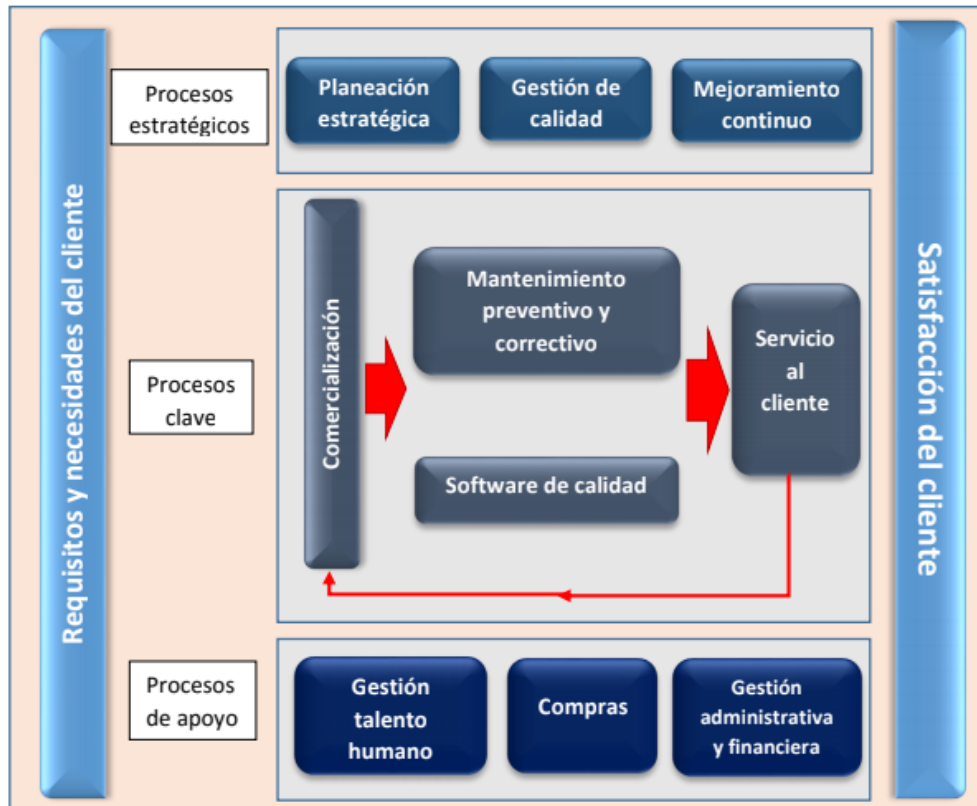 Requisitos y necesidades del cliente
Procesos
estratégicos
Planeación
estratégica
Gestión de
calidad
Mejoramiento
continuo
Procesos
clave
Comercialización
Mantenimiento
preventivo y
correctivo
Software de calidad
Servicio
al
cliente
Procesos
de apoyo
Gestión
talento
humano
Compras
Gestión
administrativa
y financiera
Satisfacción del cliente